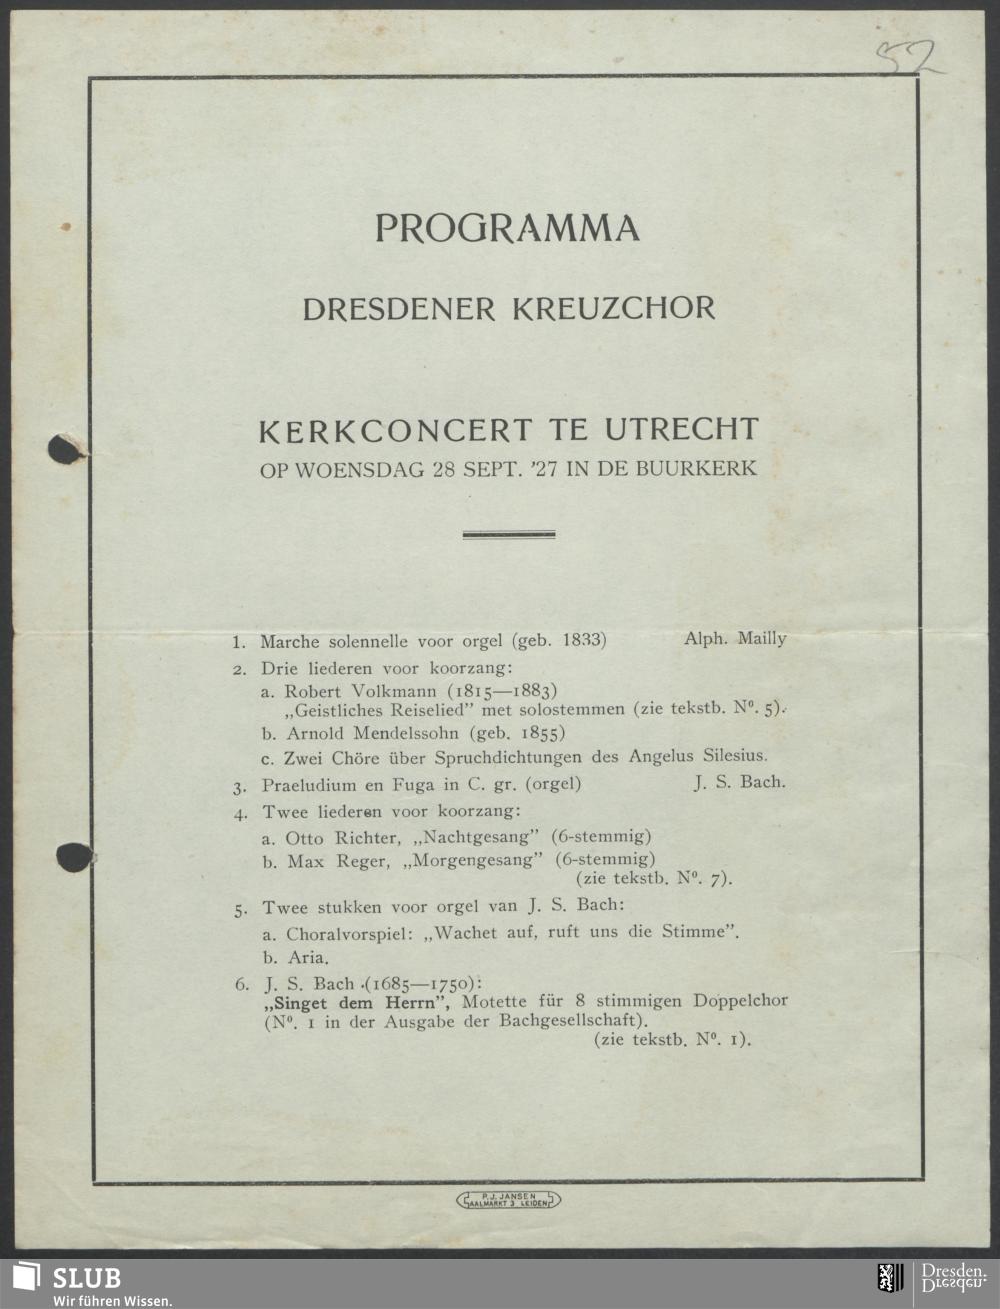 52
PROGRAMMA
DRESDENER KREUZCHOR
KERKCONCERT TE UTRECHT
OP WOENSDAG 28 SEPT. '27 IN DE BUURKERK
1. Marche solennelle voor orgel (geb. 1833) Alph. Mailly
2. Drie liederen voor koorzang:
a. Robert Volkmann (1815—1883)
„Geistliches Reiselied” met solostemmen (zie tekstb. Nº. 5).
b. Arnold Mendelssohn (geb. 1855)
c. Zwei Chöre über Spruchdichtungen des Angelus Silesius.
3. Praeludium en Fuga in C. gr. (orgel) J. S. Bach.
4. Twee liederen voor koorzang:
a. Otto Richter, „Nachtgesang” (6-stemmig)
b. Max Reger, „Morgengesang” (6-stemmig)
(zie tekstb. Nº. 7).
5. Twee stukken voor orgel van J. S. Bach:
a. Choralvorspiel: „Wachet auf, ruft uns die Stimme”.
b. Aria.
6. J. S. Bach (1685—1750):
„Singet dem Herrn”, Motette für 8 stimmigen Doppelchor
(Nº. 1 in der Ausgabe der Bachgesellschaft).
(zie tekstb. Nº. 1).
P. J. JANSEN
AALMARKT 3 LEIDEN
SLUB
Wir führen Wissen.
Dresden.
Dresden.